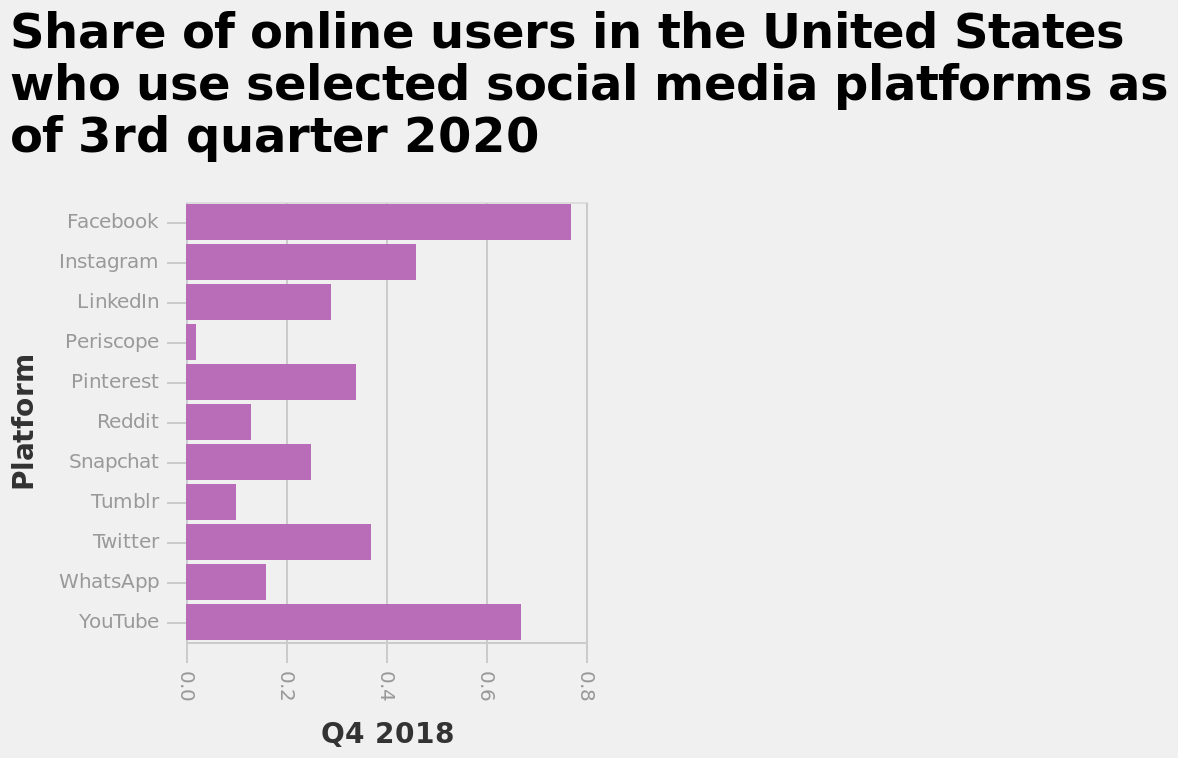 Share of online users in the United States
who use selected social media platforms as
of 3rd quarter 2020
Platform
Facebook
Instagram
LinkedIn
Periscope
Pinterest
Reddit
Snapchat
Tumblr
Twitter
WhatsApp
YouTube
0.0
0.2
0.4
0.6
0.8
Q4 2018